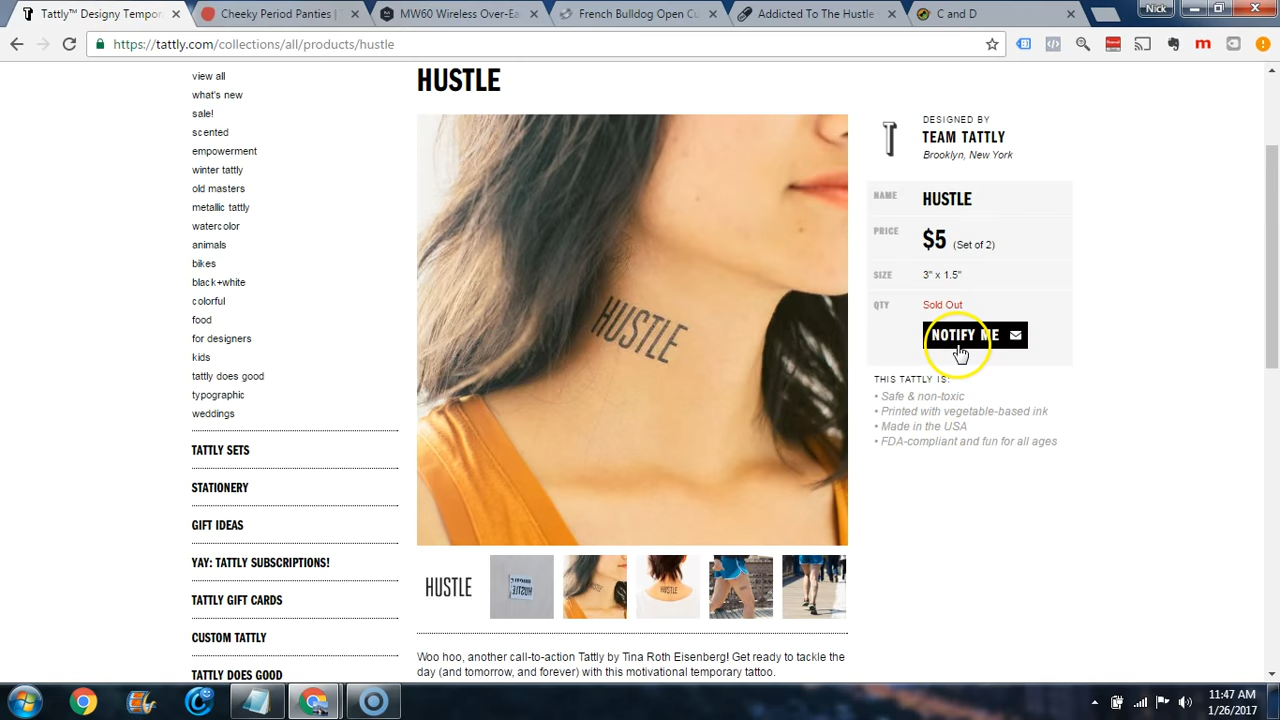 Tattly™ Designy Tempor
Cheeky Period Panties |
MW60 Wireless Over-Ea
French Bulldog Open Cu
Addicted To The Hustle
C and D
Nick
https://tattly.com/collections/all/products/hustle
view all
what's new
sale!
scented
empowerment
winter tattly
old masters
metallic tattly
watercolor
animals
bikes
black+white
colorful
food
for designers
kids
tattly does good
typographic
weddings
TATTLY SETS
STATIONERY
GIFT IDEAS
YAY: TATTLY SUBSCRIPTIONS!
TATTLY GIFT CARDS
CUSTOM TATTLY
TATTLY DOES GOOD
HUSTLE
HUSTLE
HUSTLE
HUSTLE
DESIGNED BY
TEAM TATTLY
Brooklyn, New York
NAME HUSTLE
PRICE $5 (Set of 2)
SIZE 3" x 1.5"
QTY Sold Out
NOTIFY ME
THIS TATTLY IS:
• Safe & non-toxic
• Printed with vegetable-based ink
• Made in the USA
• FDA-compliant and fun for all ages
Woo hoo, another call-to-action Tattly by Tina Roth Eisenberg! Get ready to tackle the
day (and tomorrow, and forever) with this motivational temporary tattoo.
11:47 AM
1/26/2017